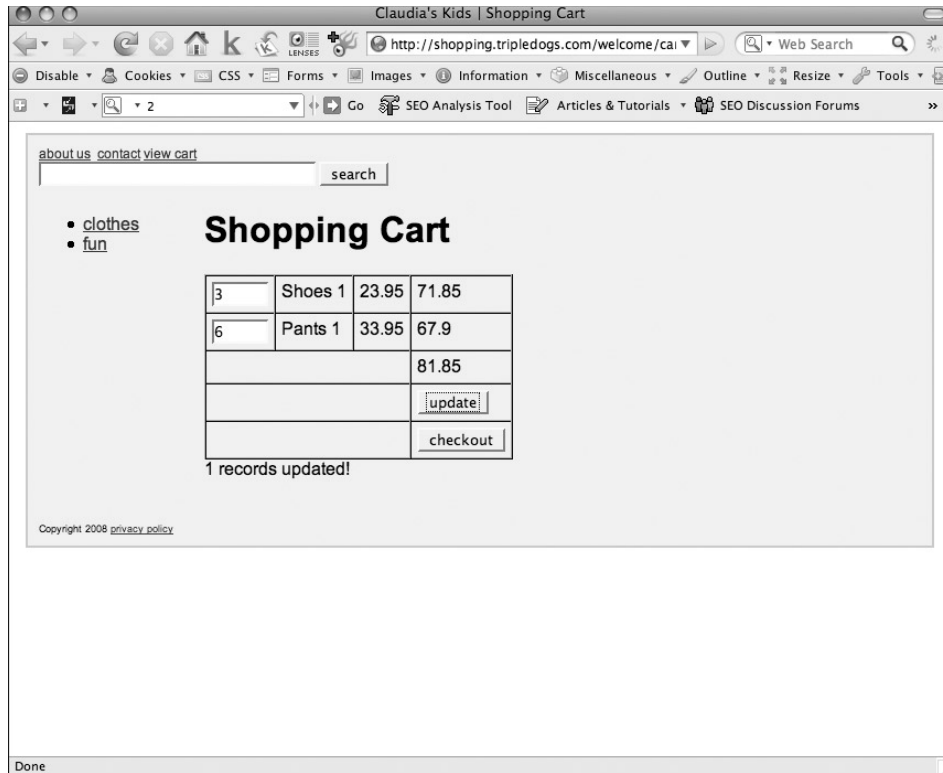 Claudia's Kids | Shopping Cart
k LENSES http://shopping.tripledogs.com/welcome/ Web Search
Disable Cookies CSS Forms Images Information Miscellaneous Outline Resize Tools
2 Go SEO Analysis Tool Articles & Tutorials SEO Discussion Forums »
about us contact view cart
search
clothes
fun
Shopping Cart
3 Shoes 1 23.95 71.85
6 Pants 1 33.95 67.9
81.85
update
checkout
1 records updated!
Copyright 2008 privacy policy
Done